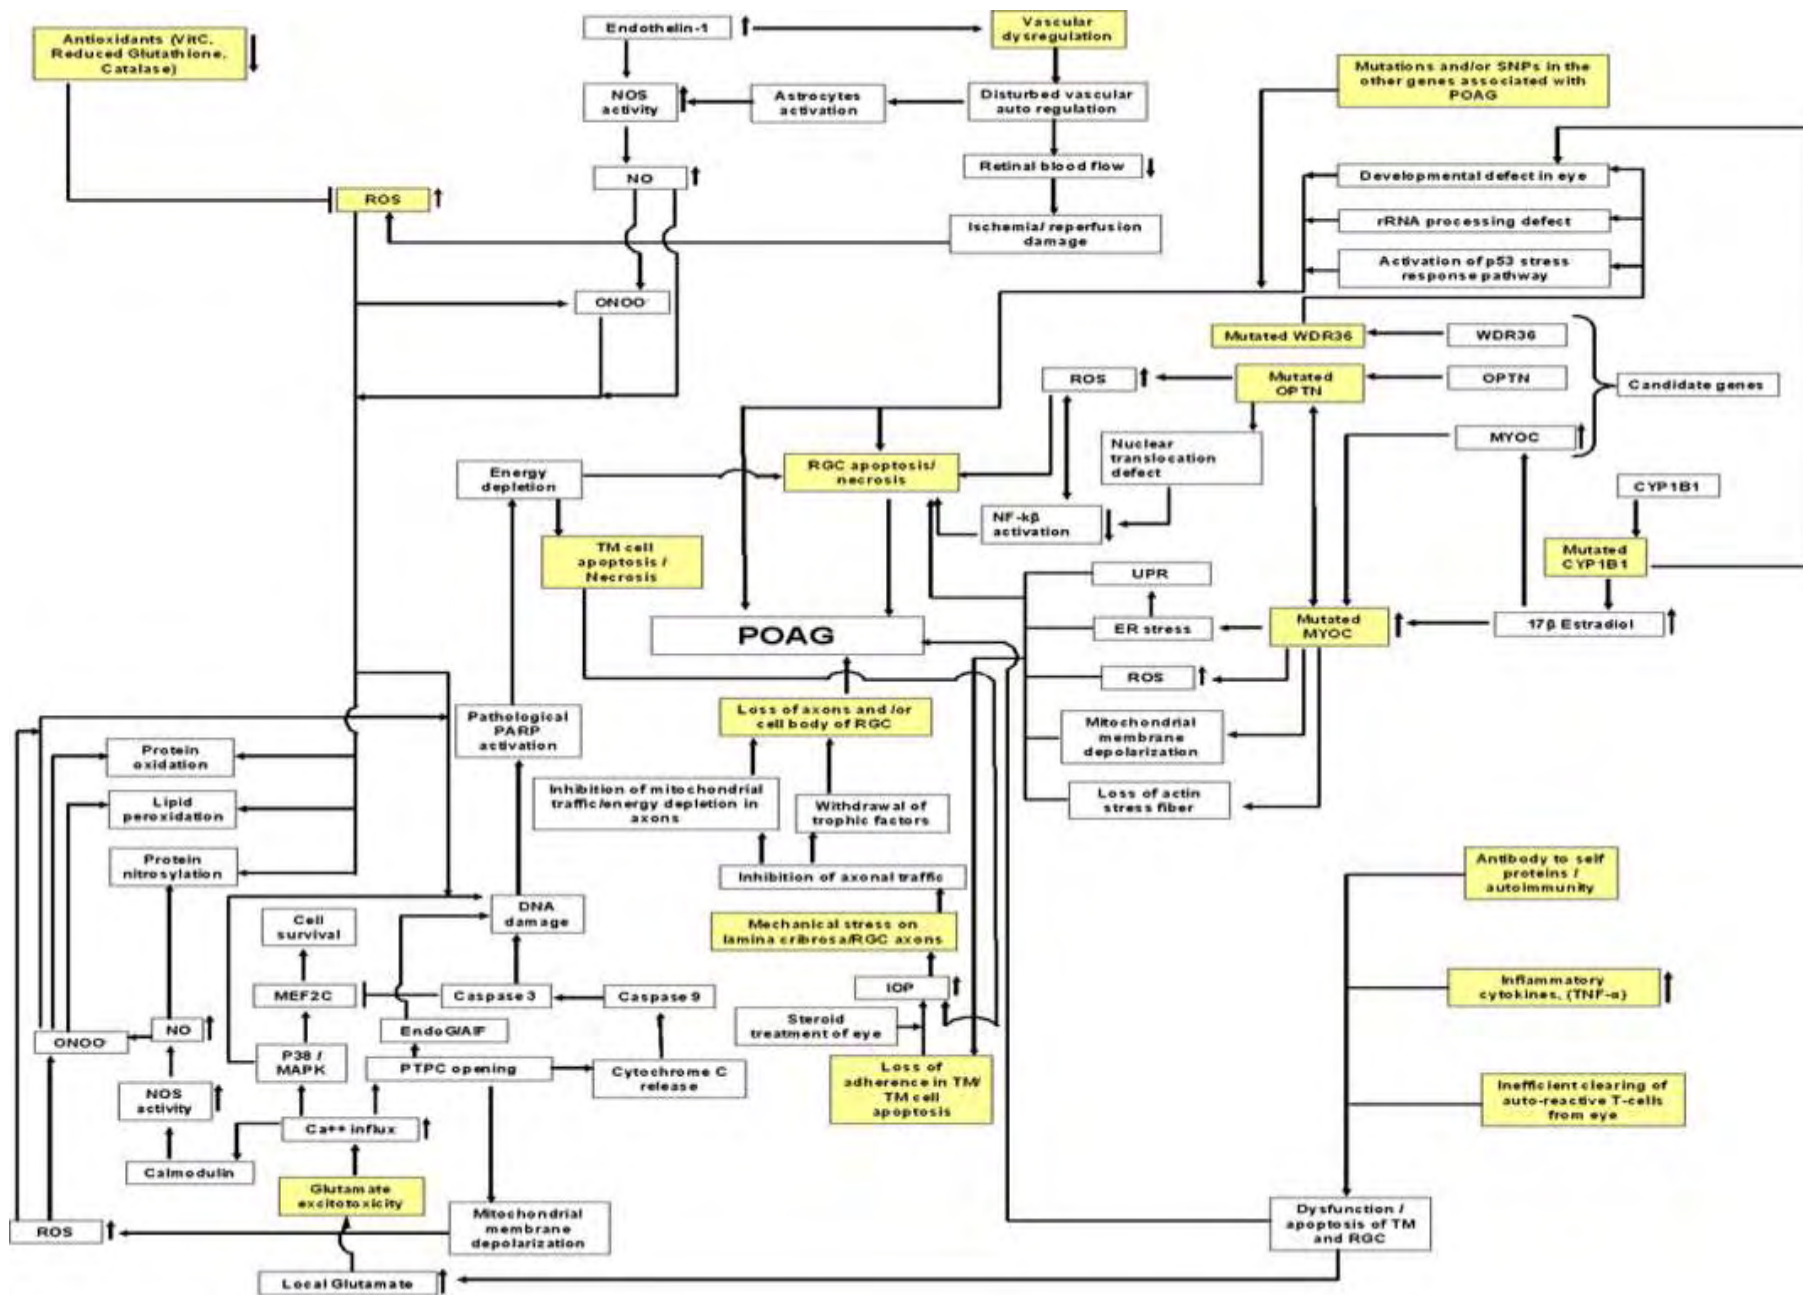 Endothelin-1
Vascular
dysregulation
Antioxidants (VitC,
Reduced Glutathione,
Catalase)
Mutations and/or SNPs in the
other genes associated with
POAG
NOS
activity
Astrocytes
activation
Disturbed vascular
auto regulation
Retinal blood flow
NO
ROS
Developmental defect in eye
rRNA processing defect
Ischemia/ reperfusion
damage
Activation of p53 stress
response pathway
ONOO
Mutated WDR36
WDR36
ROS
Mutated
OPTN
OPTN
Candidate genes
Nuclear
translocation
defect
MYOC
Energy
depletion
RGC apoptosis/
necrosis
CYP1B1
NF-kβ
activation
TM cell
apoptosis /
Necrosis
Mutated
CYP1B1
UPR
POAG
ER stress
Mutated
MYOC
17β Estradiol
ROS
Loss of axons and /or
cell body of RGC
Pathological
PARP
activation
Mitochondrial
membrane
depolarization
Protein
oxidation
Inhibition of mitochondrial
traffic/energy depletion in
axons
Withdrawal of
trophic factors
Loss of actin
stress fiber
Lipid
peroxidation
Protein
nitrosylation
Inhibition of axonal traffic
Antibody to self
proteins /
autoimmunity
Cell
survival
DNA
damage
Mechanical stress on
lamina cribrosa/RGC axons
MEF2C
Caspase 3
Caspase 9
IOP
Inflammatory
cytokines, (TNF-α)
ONOO
NO
EndoG/AIF
Steroid
treatment of eye
P38 /
MAPK
PTPC opening
Cytochrome C
release
Loss of
adherence in TM/
TM cell
apoptosis
NOS
activity
Ca++ influx
Inefficient clearing of
auto-reactive T-cells
from eye
Calmodulin
Glutamate
excitotoxicity
Mitochondrial
membrane
depolarization
Dysfunction /
apoptosis of TM
and RGC
ROS
Local Glutamate